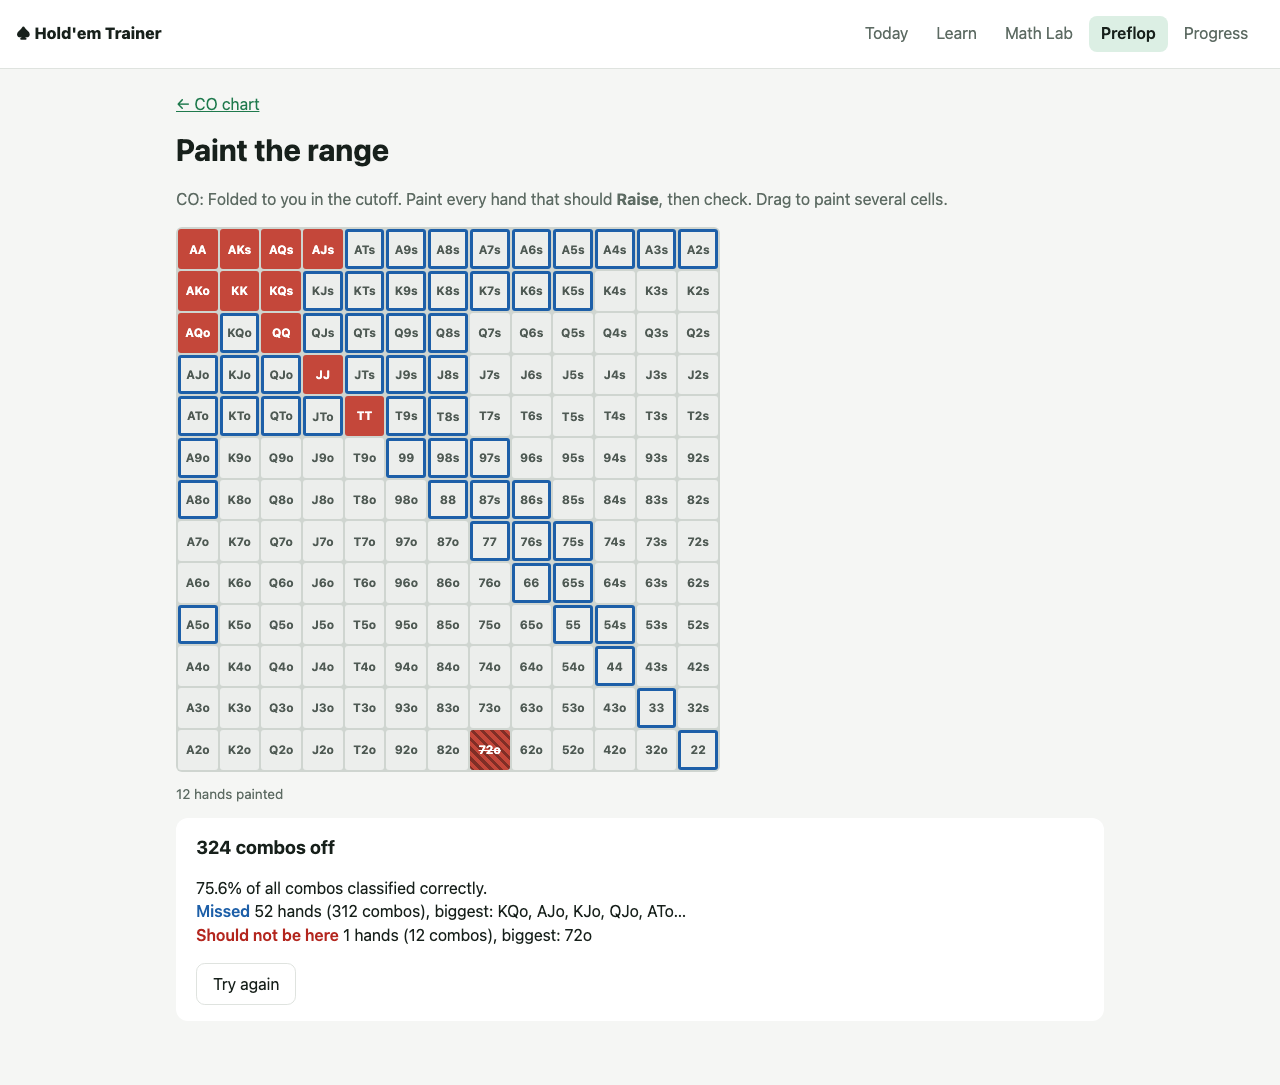 ♠ Hold'em Trainer
Today Learn Math Lab Preflop Progress
← CO chart
Paint the range
CO: Folded to you in the cutoff. Paint every hand that should Raise, then check. Drag to paint several cells.
AA AKs AQs AJs ATs A9s A8s A7s A6s A5s A4s A3s A2s
AKo KK KQs KJs KTs K9s K8s K7s K6s K5s K4s K3s K2s
AQo KQo QQ QJs QTs Q9s Q8s Q7s Q6s Q5s Q4s Q3s Q2s
AJo KJo QJo JJ JTs J9s J8s J7s J6s J5s J4s J3s J2s
ATo KTo QTo JTo TT T9s T8s T7s T6s T5s T4s T3s T2s
A9o K9o Q9o J9o T9o 99 98s 97s 96s 95s 94s 93s 92s
A8o K8o Q8o J8o T8o 98o 88 87s 86s 85s 84s 83s 82s
A7o K7o Q7o J7o T7o 97o 87o 77 76s 75s 74s 73s 72s
A6o K6o Q6o J6o T6o 96o 86o 76o 66 65s 64s 63s 62s
A5o K5o Q5o J5o T5o 95o 85o 75o 65o 55 54s 53s 52s
A4o K4o Q4o J4o T4o 94o 84o 74o 64o 54o 44 43s 42s
A3o K3o Q3o J3o T3o 93o 83o 73o 63o 53o 43o 33 32s
A2o K2o Q2o J2o T2o 92o 82o 72o 62o 52o 42o 32o 22
12 hands painted
324 combos off
75.6% of all combos classified correctly.
Missed 52 hands (312 combos), biggest: KQo, AJo, KJo, QJo, ATo...
Should not be here 1 hands (12 combos), biggest: 72o
Try again